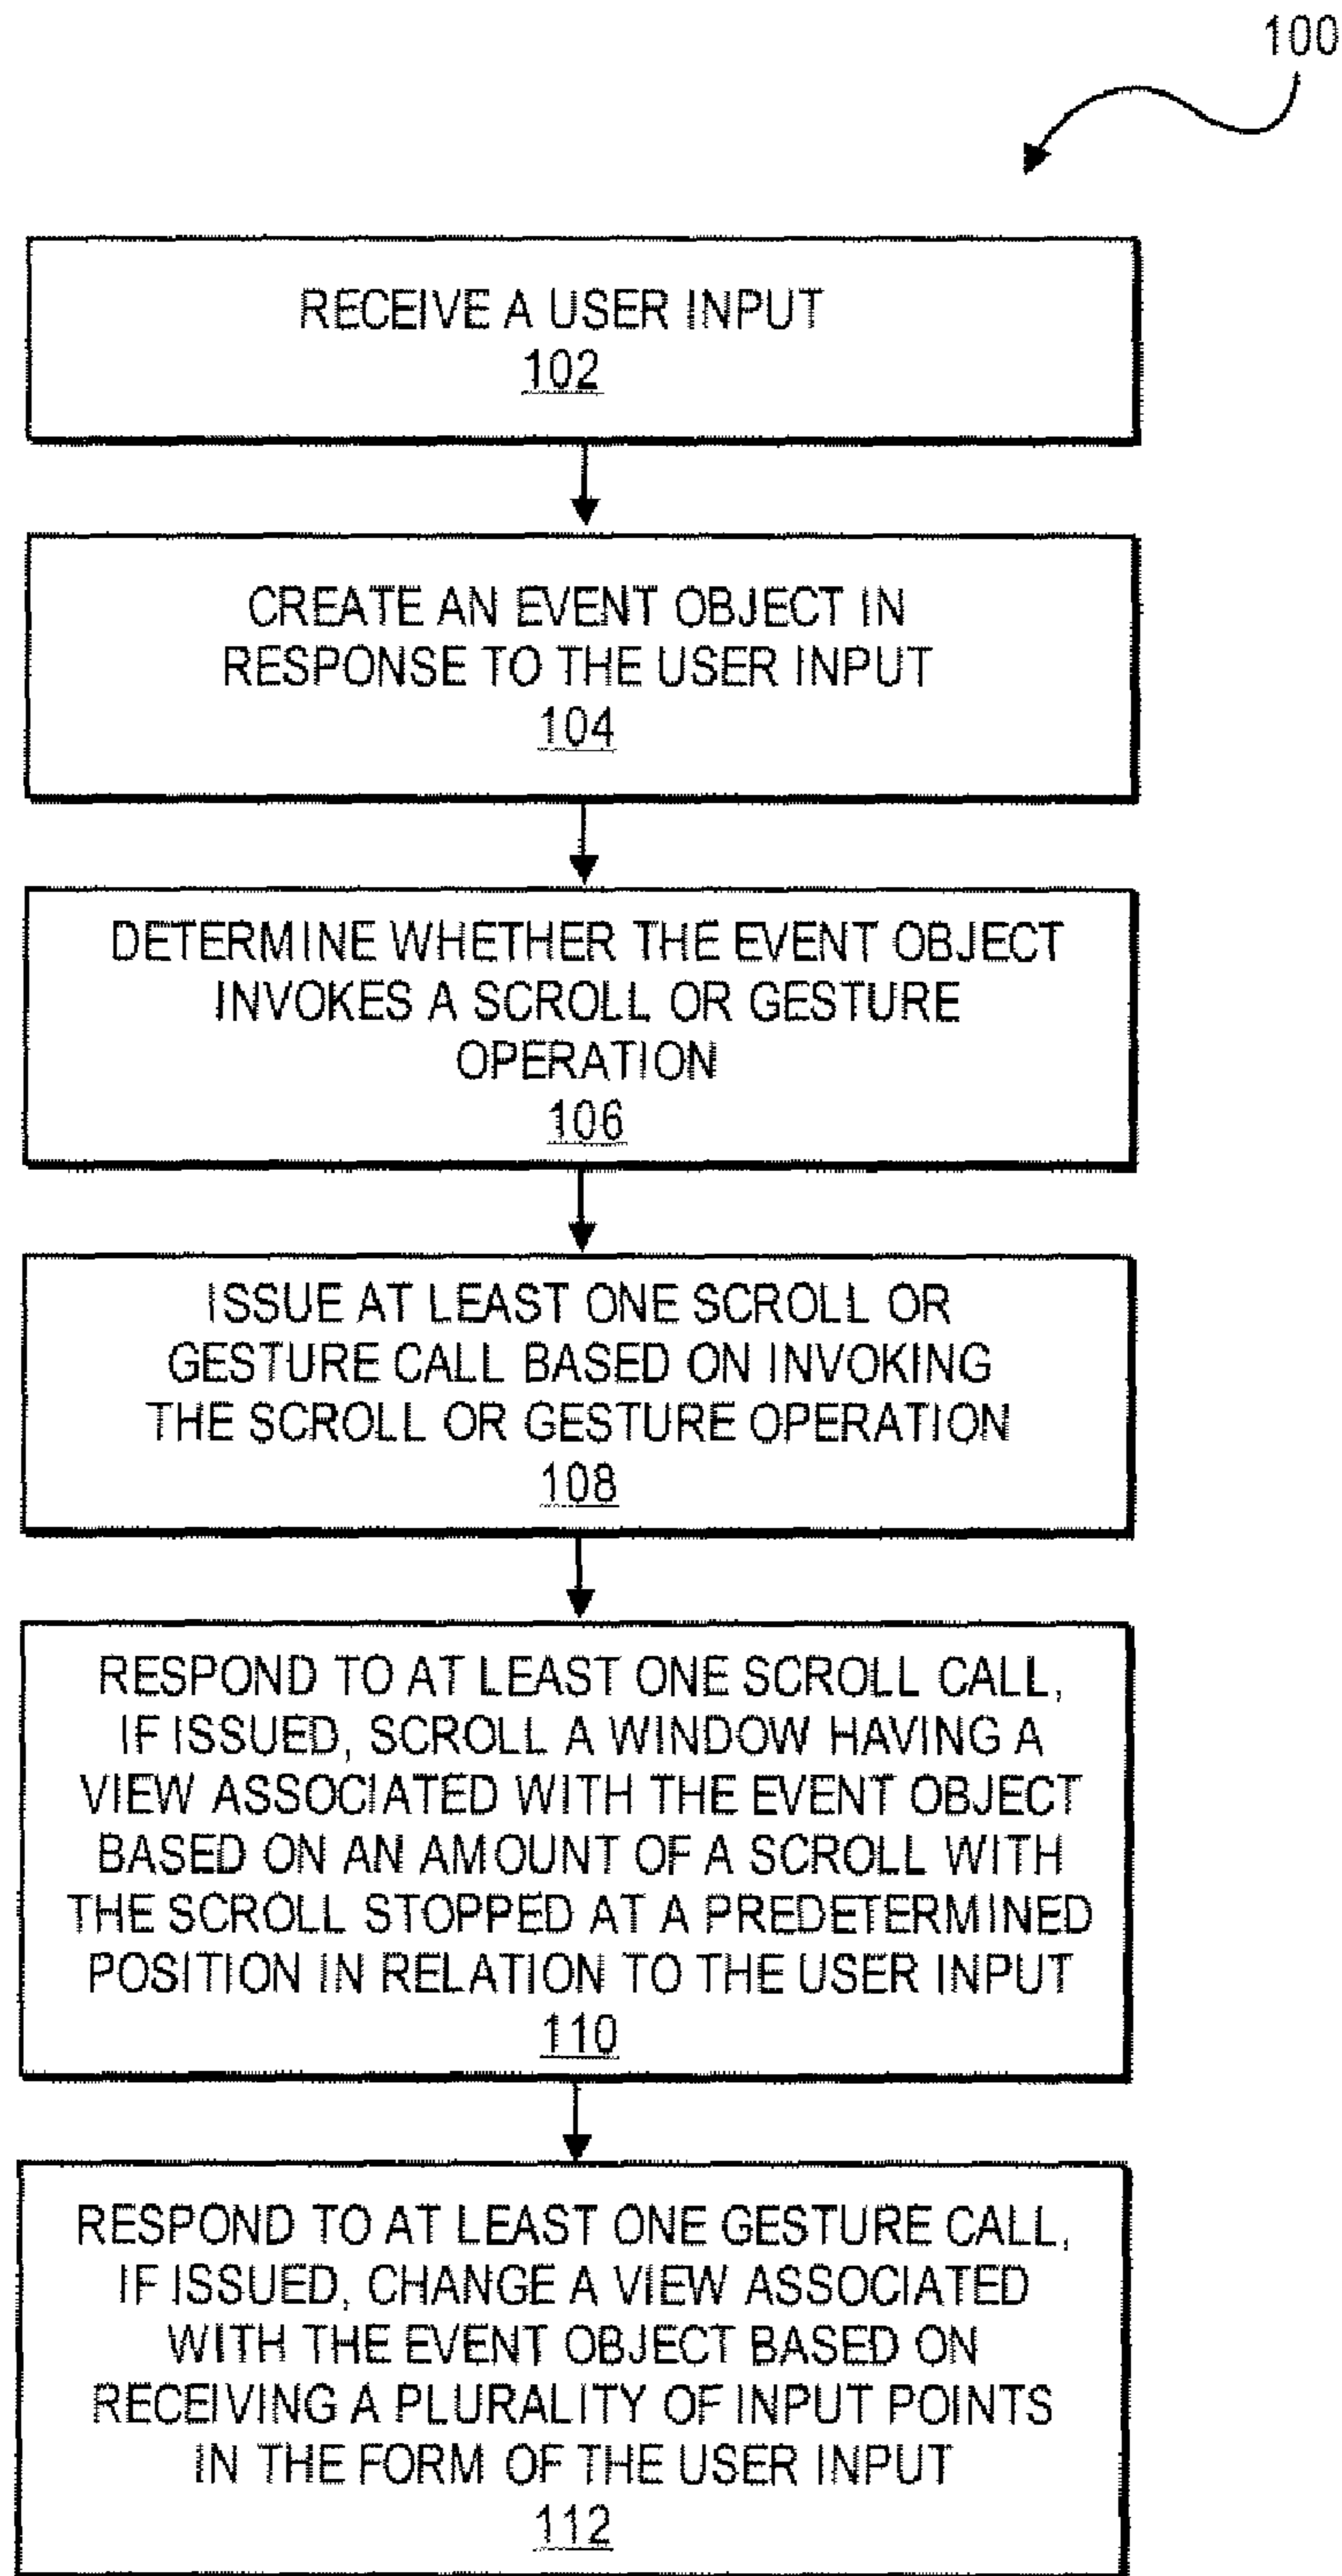 100
RECEIVE A USER INPUT
102
CREATE AN EVENT OBJECT IN
RESPONSE TO THE USER INPUT
104
DETERMINE WHETHER THE EVENT OBJECT
INVOKES A SCROLL OR GESTURE
OPERATION
106
ISSUE AT LEAST ONE SCROLL OR
GESTURE CALL BASED ON INVOKING
THE SCROLL OR GESTURE OPERATION
108
RESPOND TO AT LEAST ONE SCROLL CALL,
IF ISSUED, SCROLL A WINDOW HAVING A
VIEW ASSOCIATED WITH THE EVENT OBJECT
BASED ON AN AMOUNT OF A SCROLL WITH
THE SCROLL STOPPED AT A PREDETERMINED
POSITION IN RELATION TO THE USER INPUT
110
RESPOND TO AT LEAST ONE GESTURE CALL,
IF ISSUED, CHANGE A VIEW ASSOCIATED
WITH THE EVENT OBJECT BASED ON
RECEIVING A PLURALITY OF INPUT POINTS
IN THE FORM OF THE USER INPUT
112